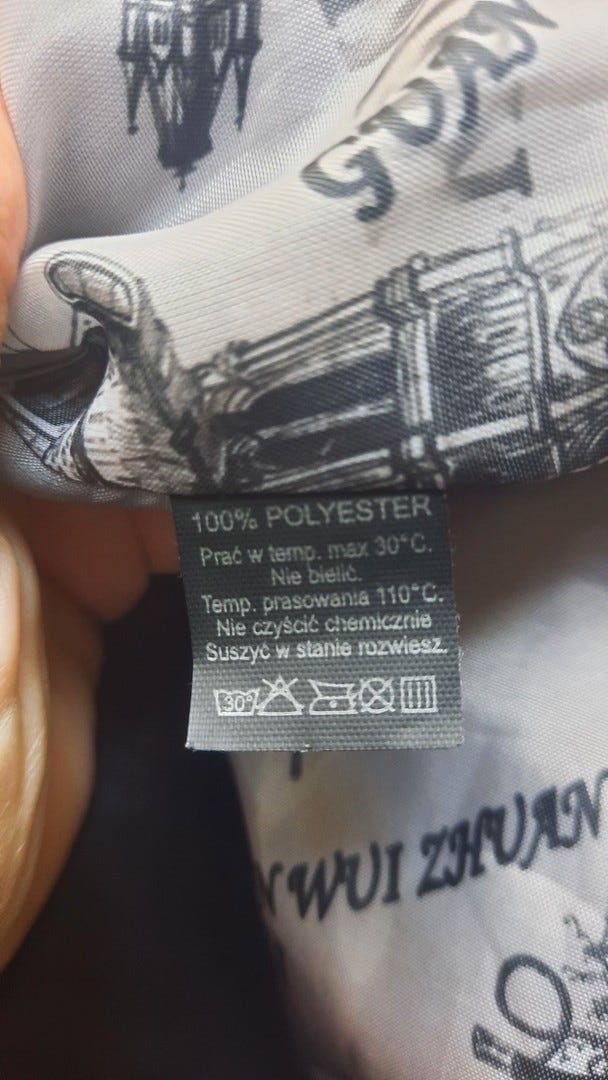 GUAN
100% POLYESTER
Prać w temp. max 30°C.
Nie bielić.
Temp. prasowania 110°C.
Nie czyścić chemicznie
Suszyć w stanie rozwiesz.
30°
N WUI ZHUAN